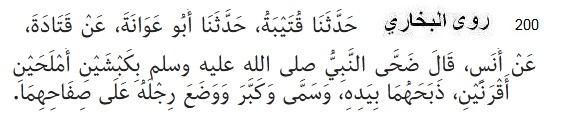 200 روى البخاري حَدَّثَنَا قُتَيْبَةُ، حَدَّثَنَا أَبُو عَوَانَةَ، عَنْ قَتَادَةَ،
عَنْ أَنَسٍ، قَالَ ضَحَّى النَّبِيُّ صلى الله عليه وسلم بِكَبْشَيْنِ أَمْلَحَيْنِ
أَقْرَنَيْنِ، ذَبَحَهُمَا بِيَدِهِ، وَسَمَّى وَكَبَّرَ وَوَضَعَ رِجْلَهُ عَلَى صِفَاحِهِمَا‏.‏